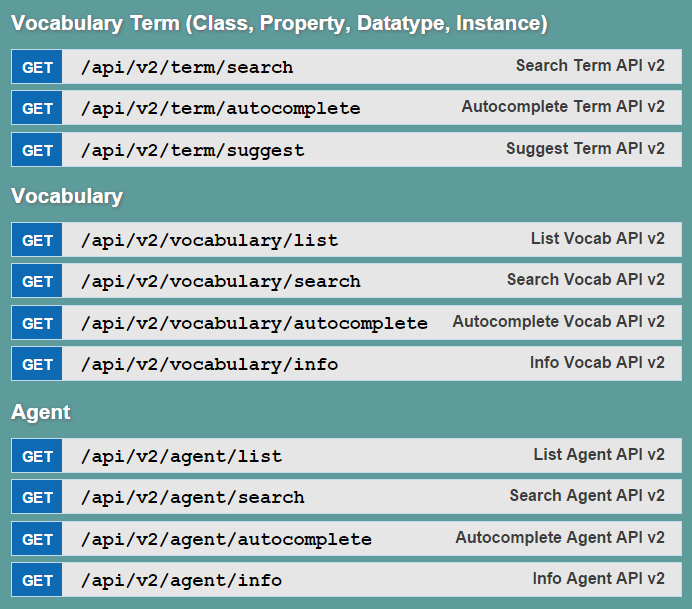 Vocabulary Term (Class, Property, Datatype, Instance)
GET /api/v2/term/search Search Term API v2
GET /api/v2/term/autocomplete Autocomplete Term API v2
GET /api/v2/term/suggest Suggest Term API v2
Vocabulary
GET /api/v2/vocabulary/list List Vocab API v2
GET /api/v2/vocabulary/search Search Vocab API v2
GET /api/v2/vocabulary/autocomplete Autocomplete Vocab API v2
GET /api/v2/vocabulary/info Info Vocab API v2
Agent
GET /api/v2/agent/list List Agent API v2
GET /api/v2/agent/search Search Agent API v2
GET /api/v2/agent/autocomplete Autocomplete Agent API v2
GET /api/v2/agent/info Info Agent API v2